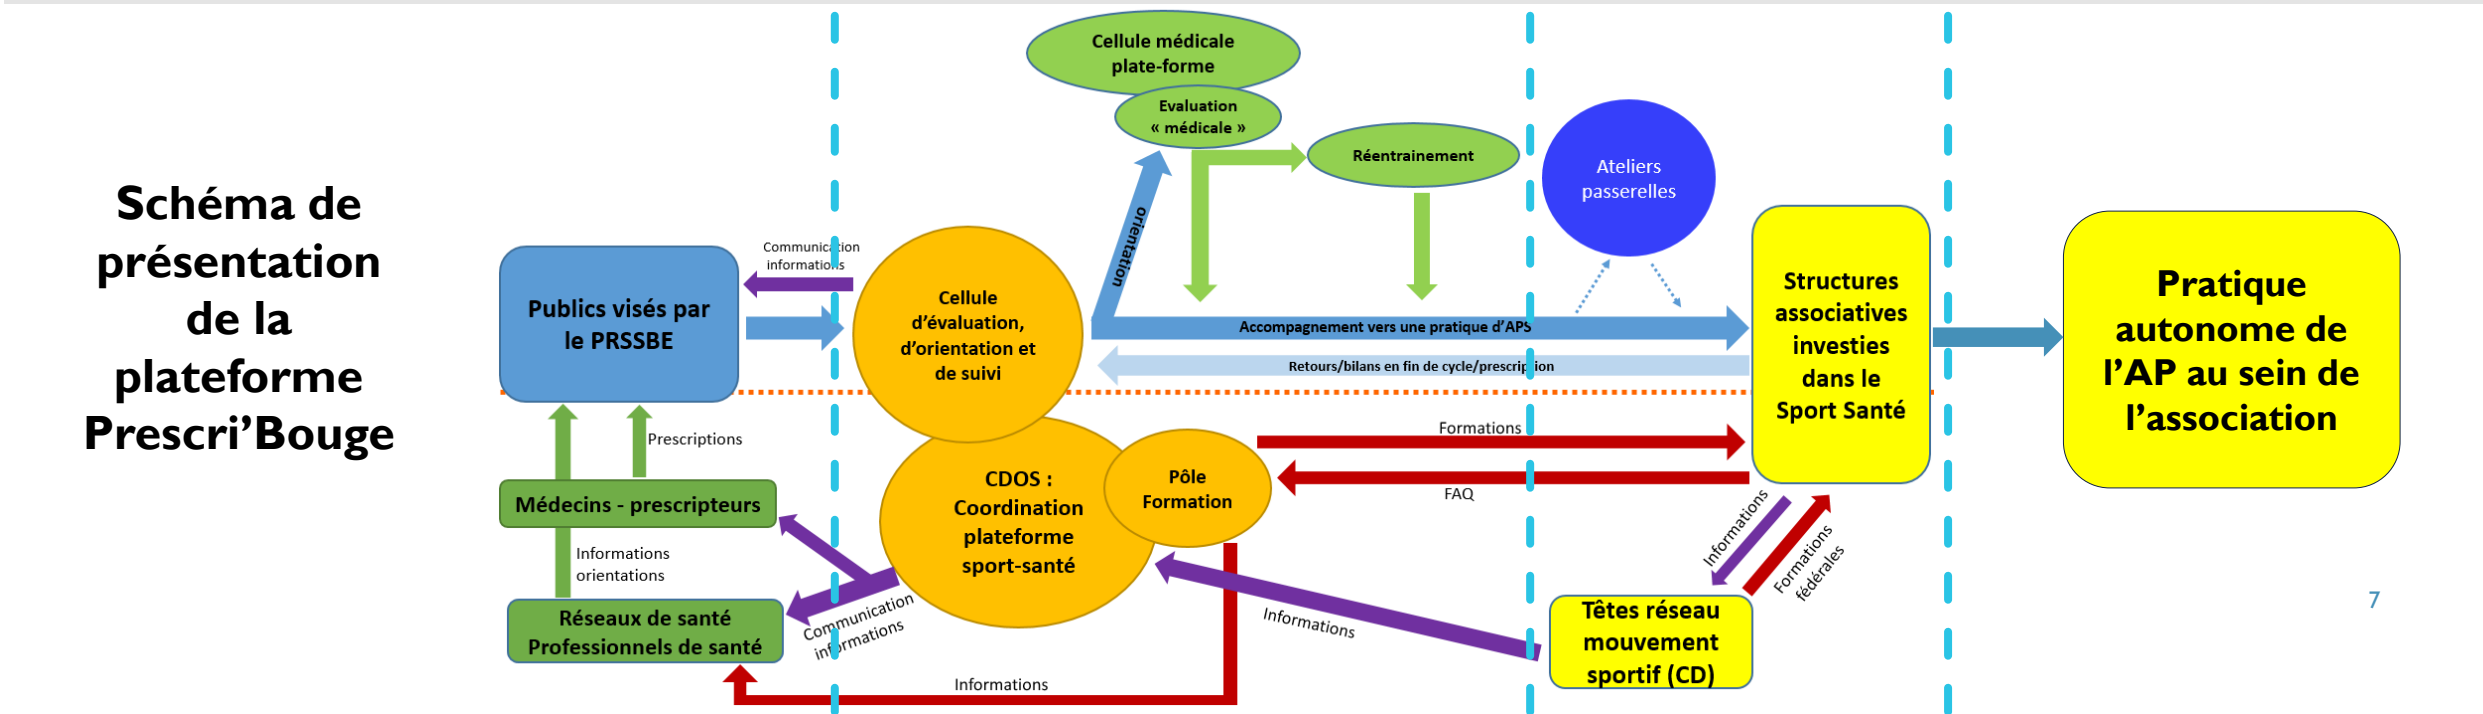 Schéma de
présentation
de la
plateforme
Prescri'Bouge
Publics visés par
le PRSSBE
Communication
informations
Prescriptions
Médecins - prescripteurs
Informations
orientations
Réseaux de santé
Professionnels de santé
Cellule
d'évaluation,
d'orientation et
de suivi
CDOS :
Coordination
plateforme
sport-santé
Pôle
Formation
Communication
informations
Informations
Cellule médicale
plate-forme
Evaluation
« médicale »
orientation
Réentrainement
Accompagnement vers une pratique d'APS
Retours/bilans en fin de cycle/prescription
Formations
FAQ
Informations
Ateliers
passerelles
Structures
associatives
investies
dans le
Sport Santé
Informations
Formations
fédérales
Têtes réseau
mouvement
sportif (CD)
Pratique
autonome de
l'AP au sein de
l'association
7